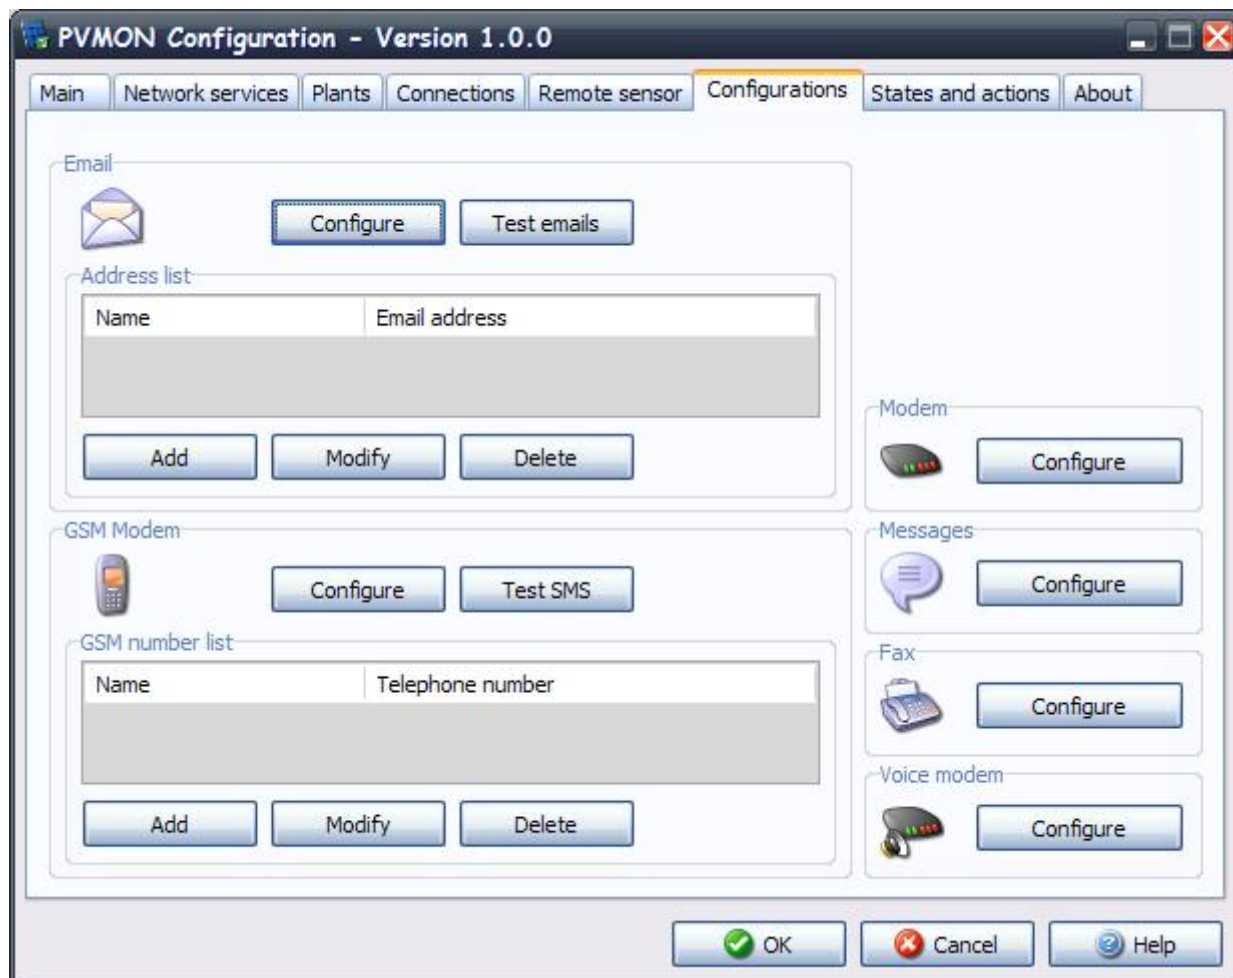 PVMON Configuration - Version 1.0.0
Main Network services Plants Connections Remote sensor Configurations States and actions About
Email
Configure Test emails
Address list
Name Email address
Add Modify Delete
Modem
Configure
GSM Modem
Configure Test SMS
GSM number list
Name Telephone number
Add Modify Delete
Messages
Configure
Fax
Configure
Voice modem
Configure
OK Cancel Help